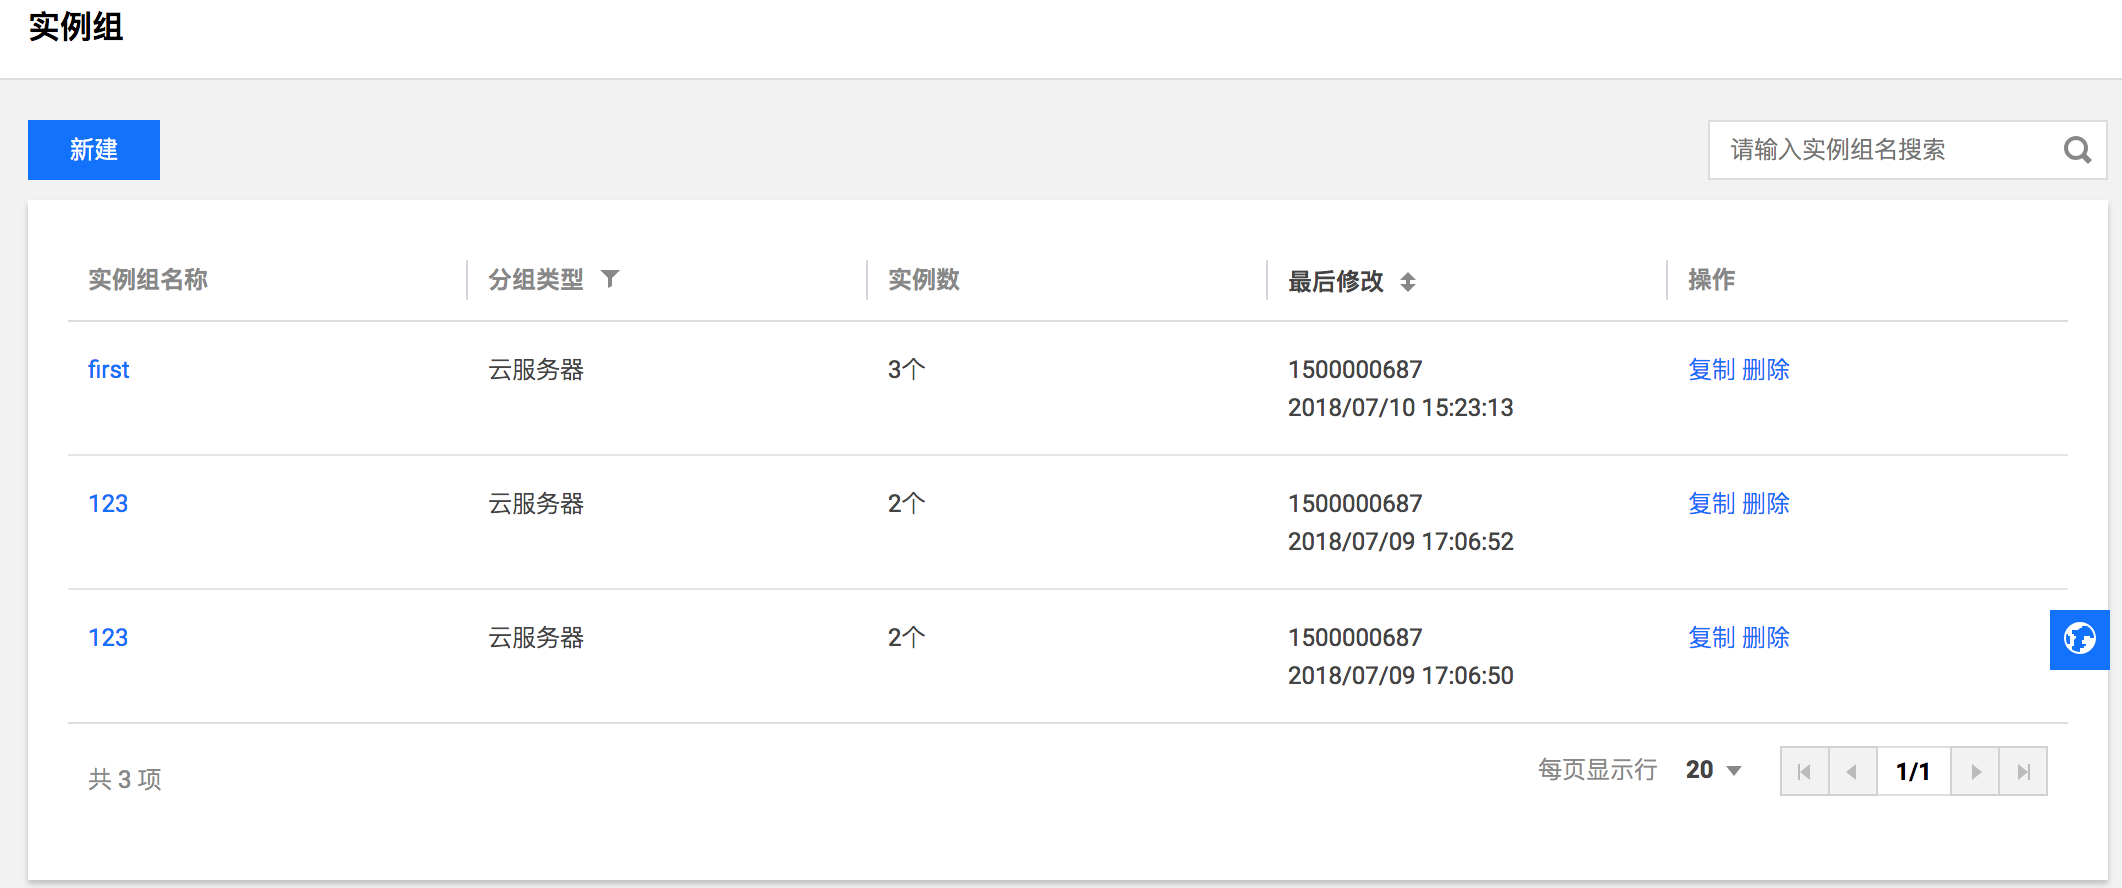 实例组
新建
请输入实例组名搜索
实例组名称 分组类型 实例数 最后修改 操作
first 云服务器 3个 1500000687 复制 删除
2018/07/10 15:23:13
123 云服务器 2个 1500000687 复制 删除
2018/07/09 17:06:52
123 云服务器 2个 1500000687 复制 删除
2018/07/09 17:06:50
共 3 项 每页显示行 20 1/1